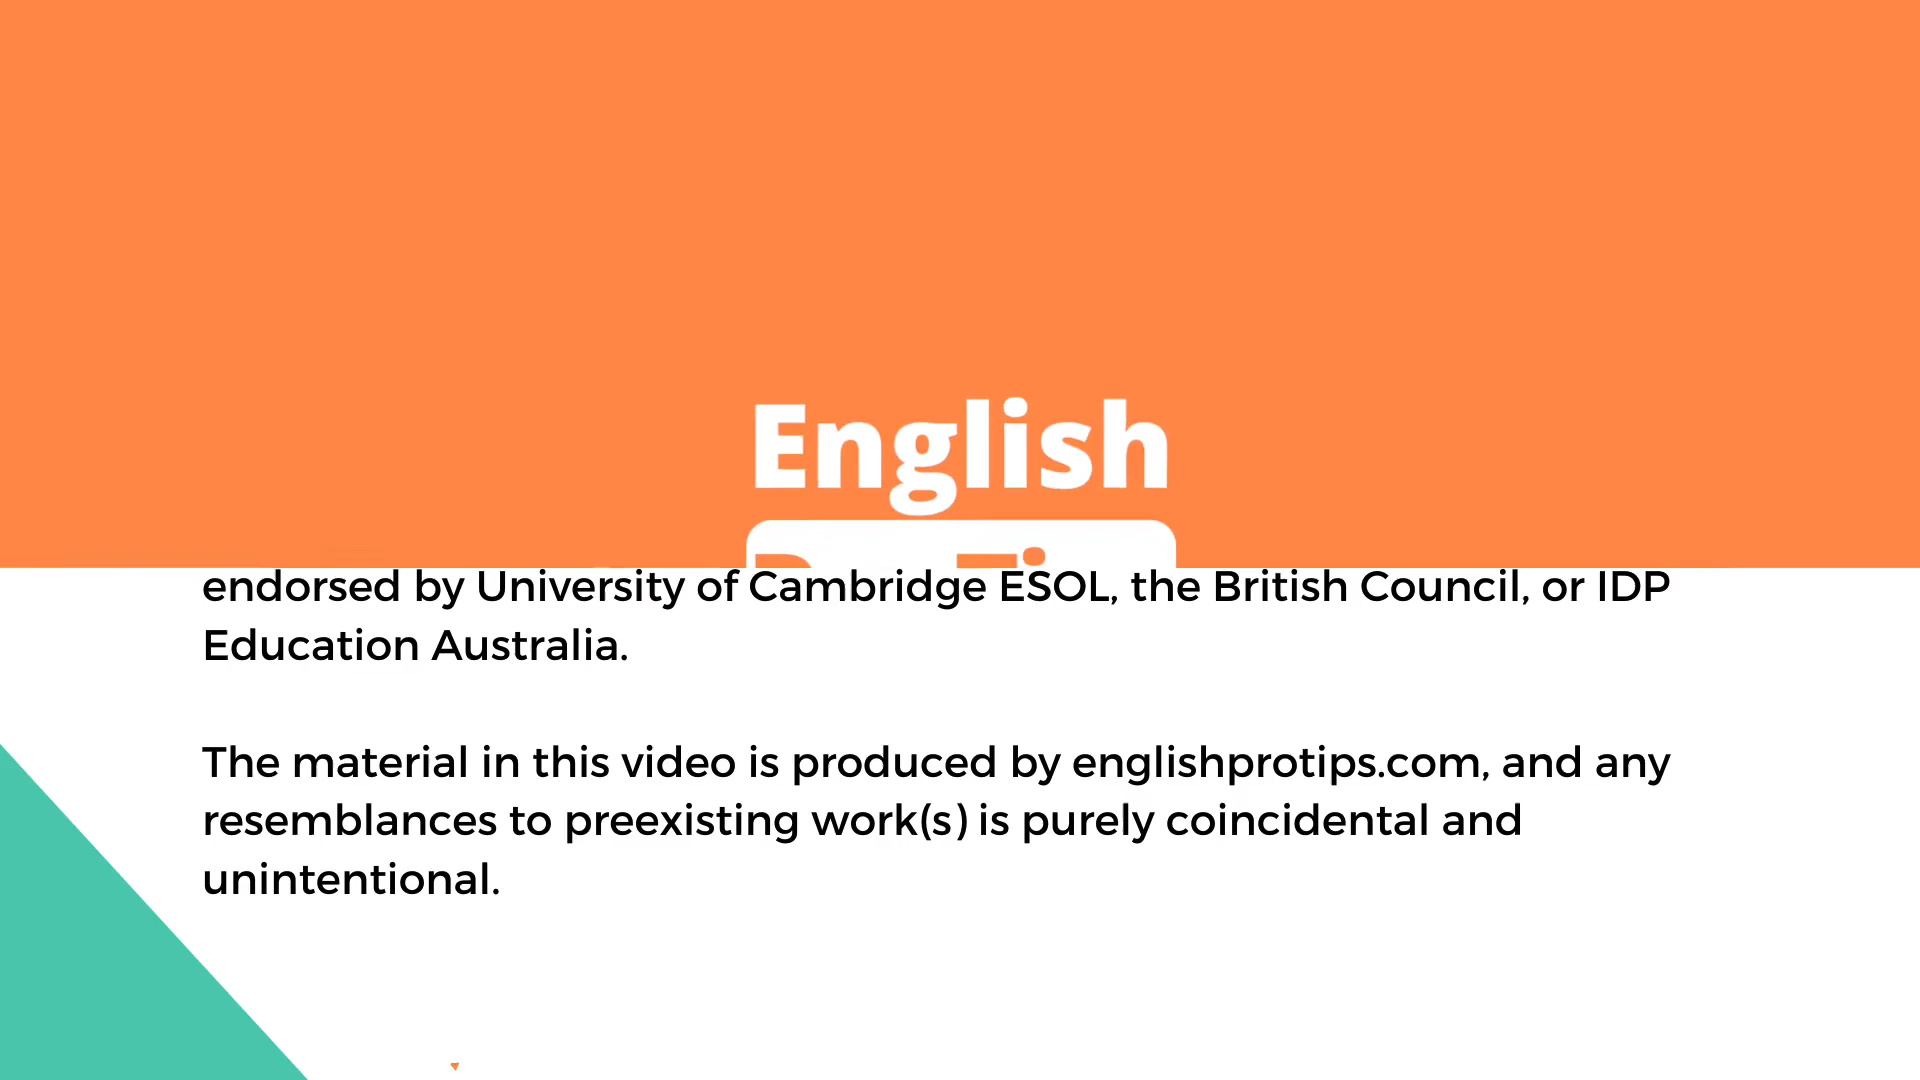 English
endorsed by University of Cambridge ESOL, the British Council, or IDP
Education Australia.
The material in this video is produced by englishprotips.com, and any
resemblances to preexisting work(s) is purely coincidental and
unintentional.